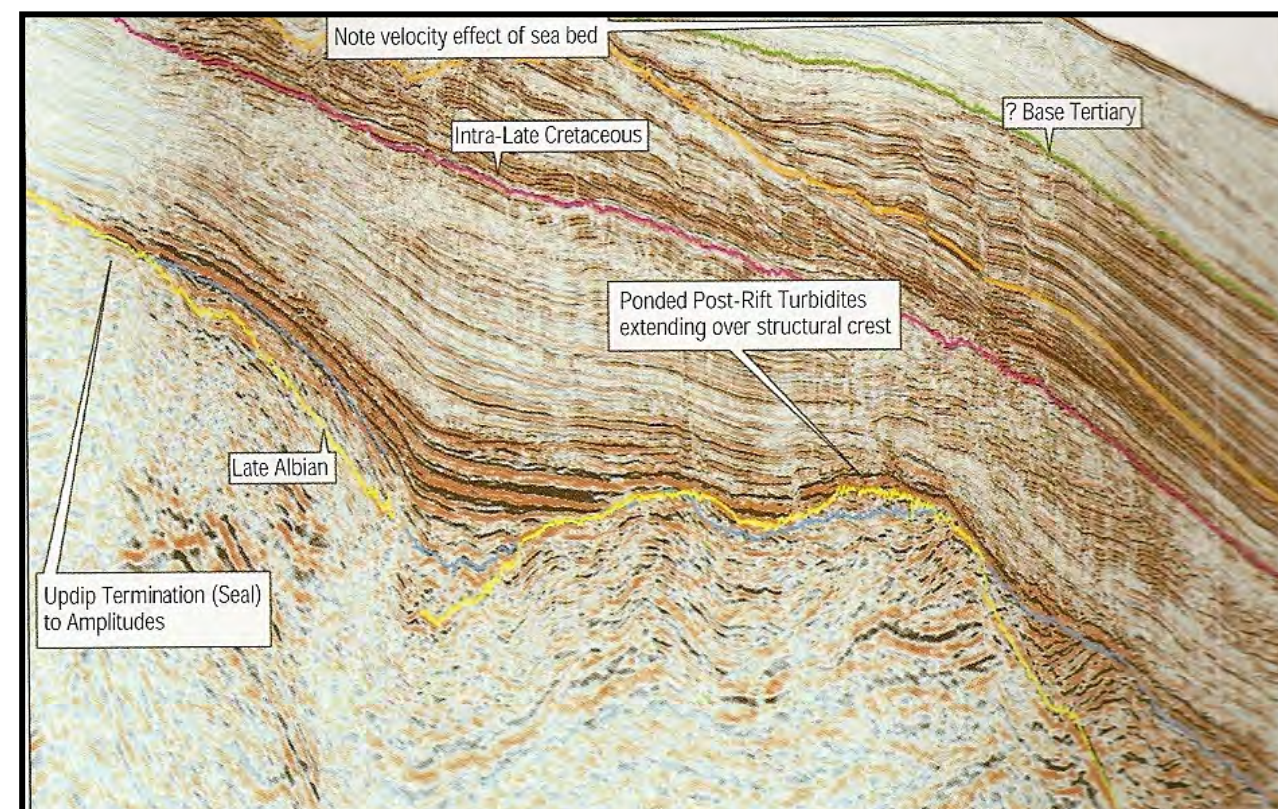 Note velocity effect of sea bed
? Base Tertiary
Intra-Late Cretaceous
Ponded Post-Rift Turbidites
extending over structural crest
Late Albian
Updip Termination (Seal)
to Amplitudes